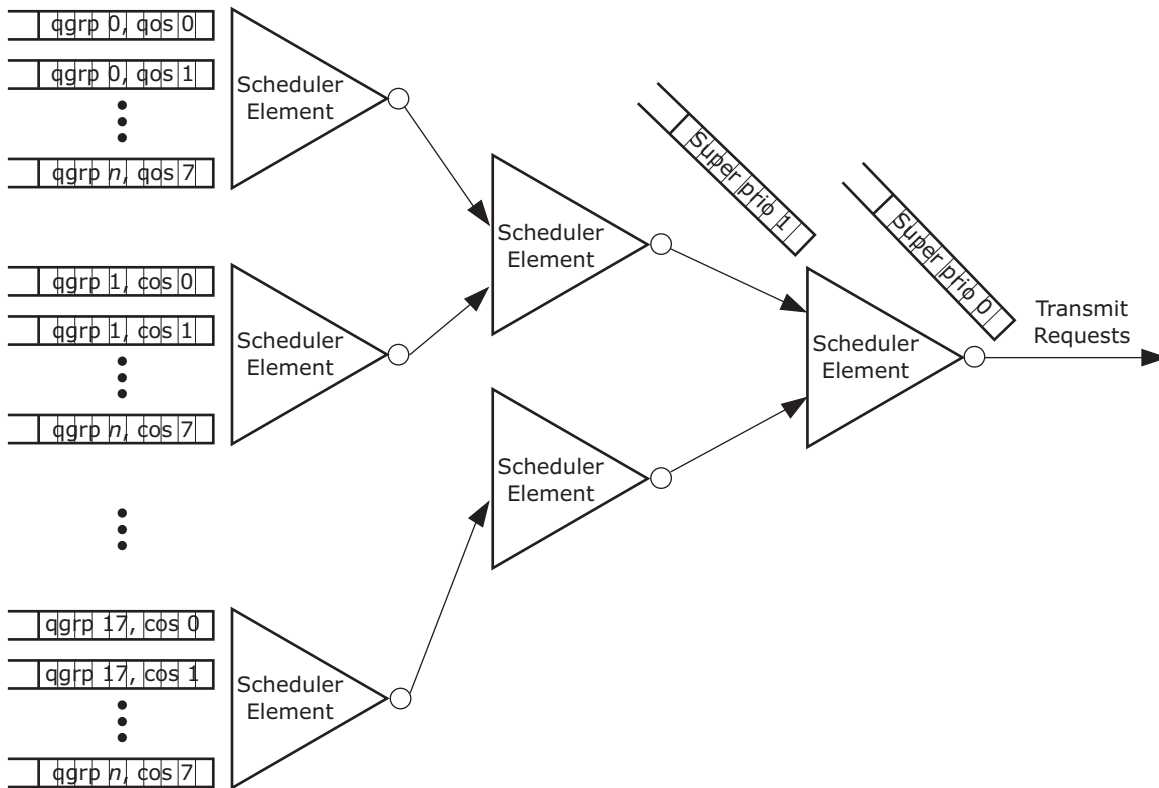 qgrp 0, qos 0
qgrp 0, qos 1
qgrp n, qos 7
Scheduler
Element
qgrp 1, cos 0
qgrp 1, cos 1
qgrp n, cos 7
Scheduler
Element
qgrp 17, cos 0
qgrp 17, cos 1
qgrp n, cos 7
Scheduler
Element
Scheduler
Element
Scheduler
Element
Super prio 1
Super prio 0
Scheduler
Element
Transmit
Requests